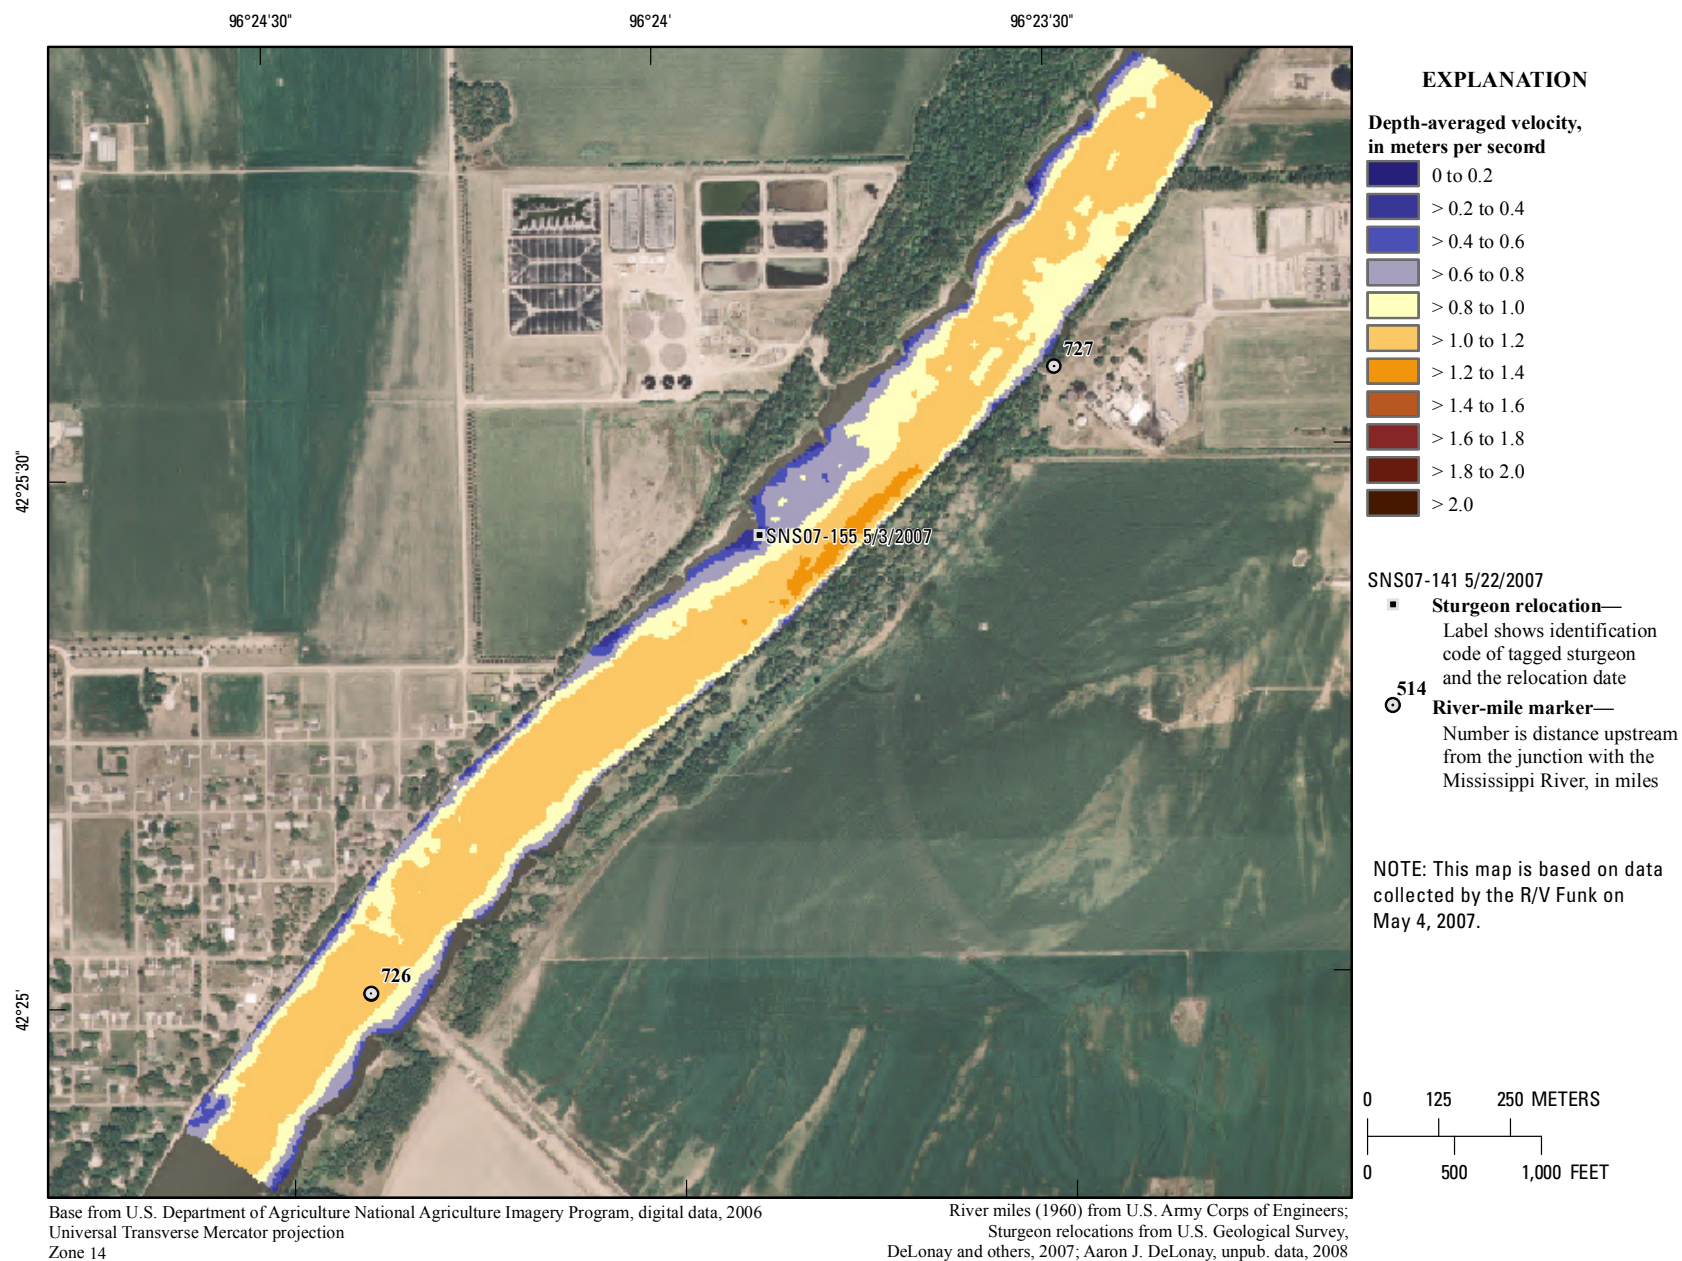 96°24'30"
96°24'
96°23'30"
42°25'30"
42°25'
727
SNS07-155 5/3/2007
726
EXPLANATION
Depth-averaged velocity,
in meters per second
0 to 0.2
> 0.2 to 0.4
> 0.4 to 0.6
> 0.6 to 0.8
> 0.8 to 1.0
> 1.0 to 1.2
> 1.2 to 1.4
> 1.4 to 1.6
> 1.6 to 1.8
> 1.8 to 2.0
> 2.0
SNS07-141 5/22/2007
Sturgeon relocation—
Label shows identification
code of tagged sturgeon
and the relocation date
514
River-mile marker—
Number is distance upstream
from the junction with the
Mississippi River, in miles
NOTE: This map is based on data
collected by the R/V Funk on
May 4, 2007.
0 125 250 METERS
0 500 1,000 FEET
Base from U.S. Department of Agriculture National Agriculture Imagery Program, digital data, 2006
Universal Transverse Mercator projection
Zone 14
River miles (1960) from U.S. Army Corps of Engineers;
Sturgeon relocations from U.S. Geological Survey,
DeLonay and others, 2007; Aaron J. DeLonay, unpub. data, 2008